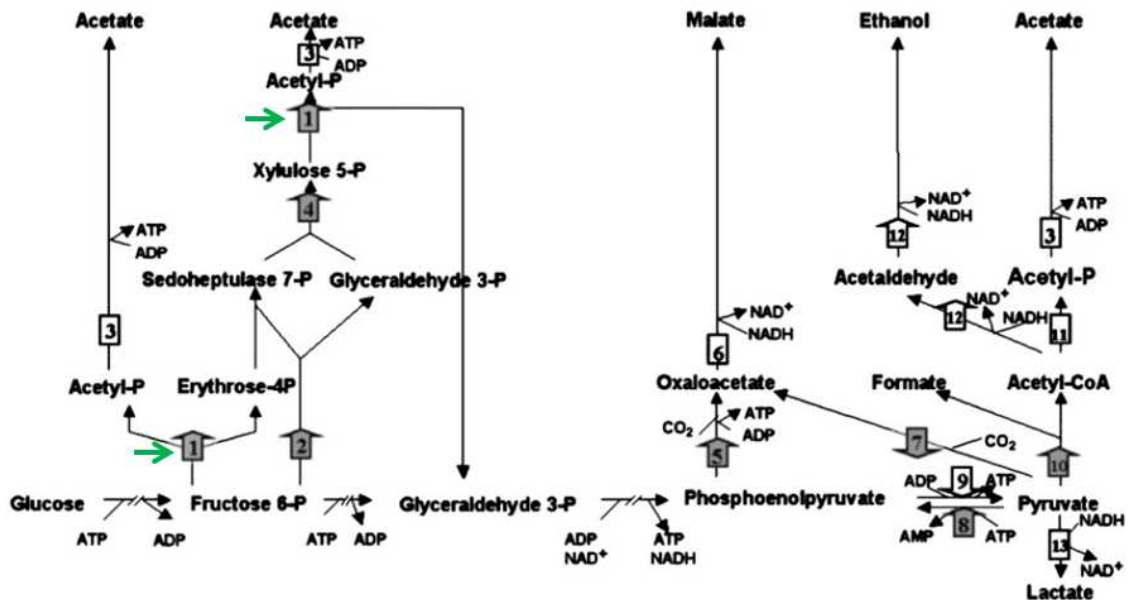 Acetate Acetate Malate Ethanol Acetate
3 ATP
ADP
Acetyl-P
1
Xylulose 5-P
4
NAD+
NADH
ATP
ADP
12
3
ATP
ADP
Sedoheptulase 7-P Glyceraldehyde 3-P
Acetaldehyde Acetyl-P
NAD+
NADH
12
NAD+
NADH
11
3
6
Acetyl-P Erythrose-4P
Oxaloacetate Formate Acetyl-CoA
CO2
ATP
ADP
1
2
5
7
CO2
10
Glucose Fructose 6-P Glyceraldehyde 3-P Phosphoenolpyruvate
ADP 9 ATP
Pyruvate
ATP ADP ATP ADP
ADP ATP
NAD+ NADH
AMP 8 ATP
NADH
13
NAD+
Lactate